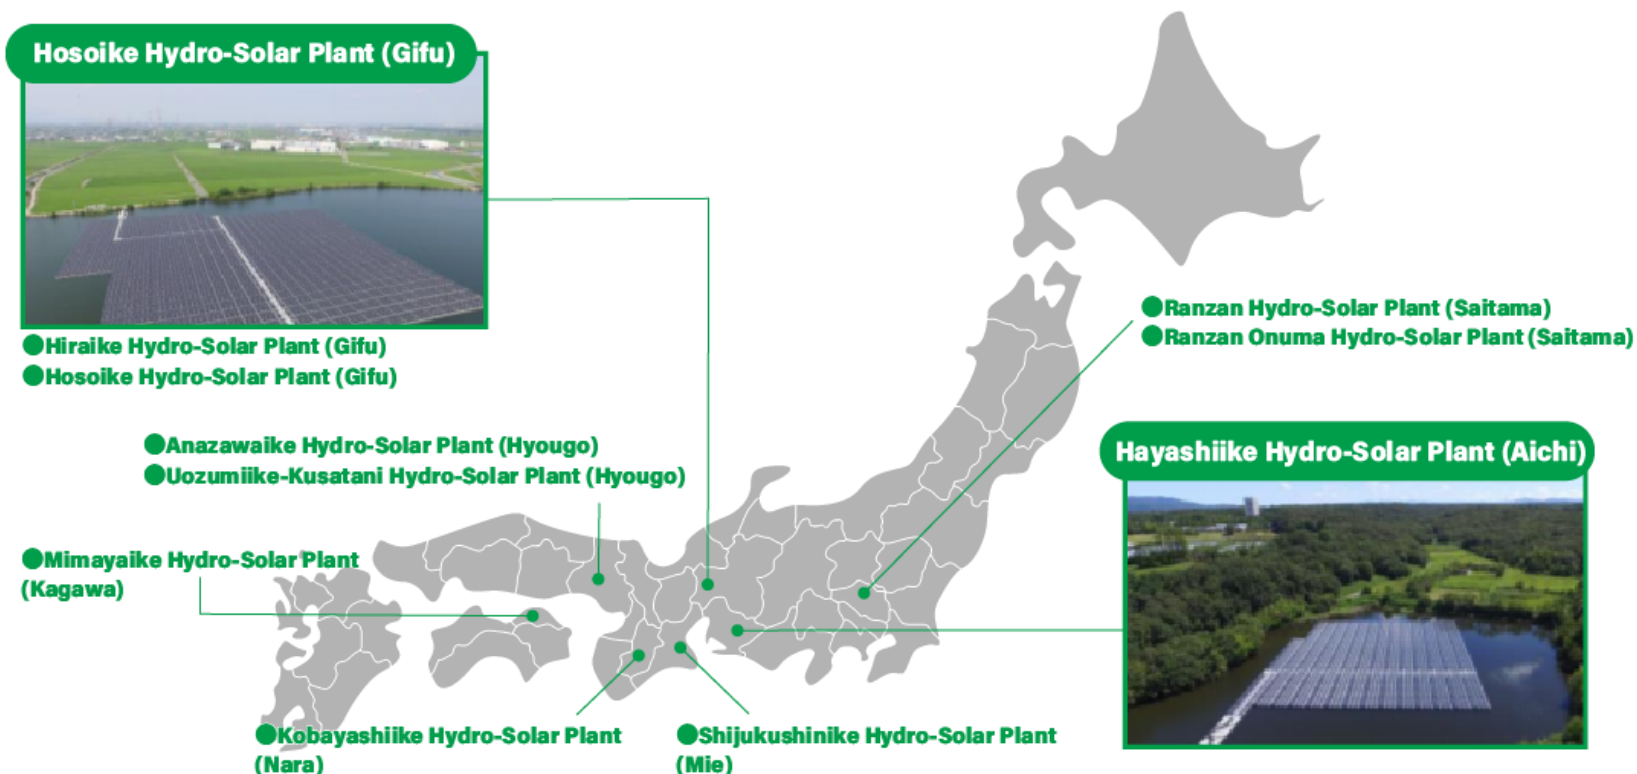 Hosoike Hydro-Solar Plant (Gifu)
●Hiraike Hydro-Solar Plant (Gifu)
●Hosoike Hydro-Solar Plant (Gifu)
●Anazawaike Hydro-Solar Plant (Hyougo)
●Uozumiike-Kusatani Hydro-Solar Plant (Hyougo)
●Mimayaike Hydro-Solar Plant
(Kagawa)
●Kobayashiike Hydro-Solar Plant
(Nara)
●Shijukushinike Hydro-Solar Plant
(Mie)
●Ranzan Hydro-Solar Plant (Saitama)
●Ranzan Onuma Hydro-Solar Plant (Saitama)
Hayashiike Hydro-Solar Plant (Aichi)